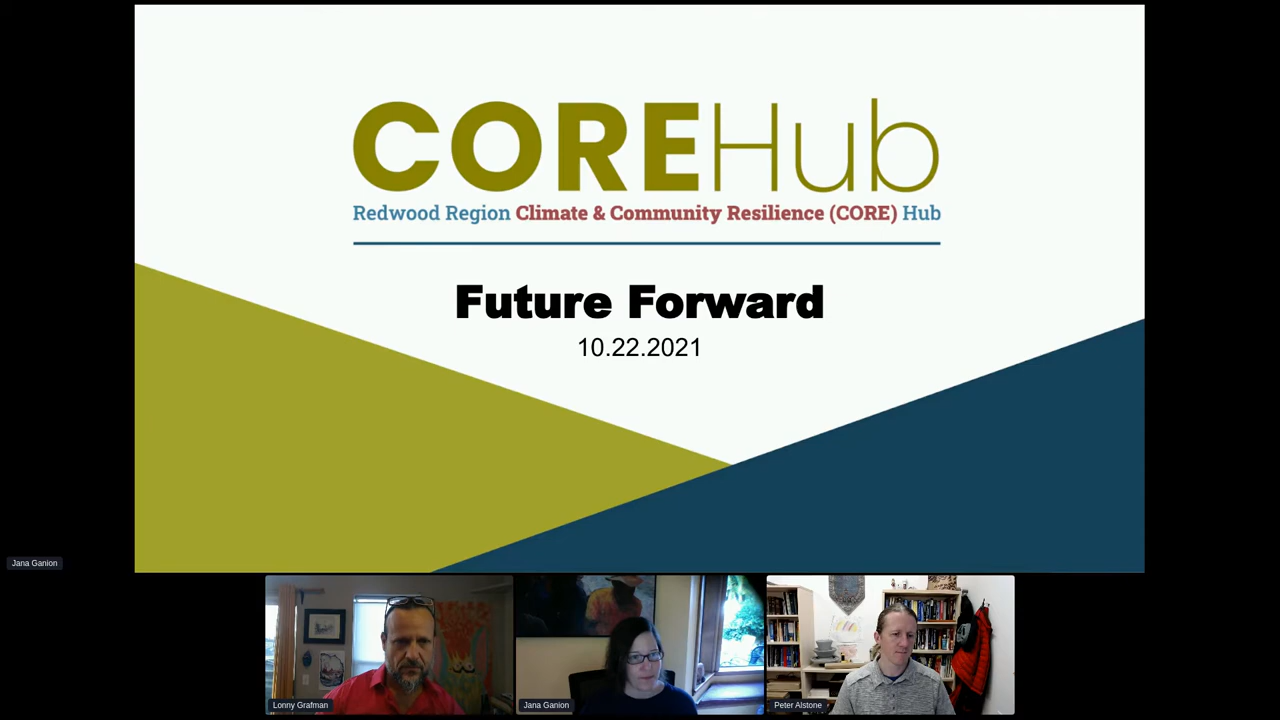 COREHub
Redwood Region Climate & Community Resilience (CORE) Hub
Future Forward
10.22.2021
Jana Ganion
Lonny Grafman
Jana Ganion
Peter Alstone